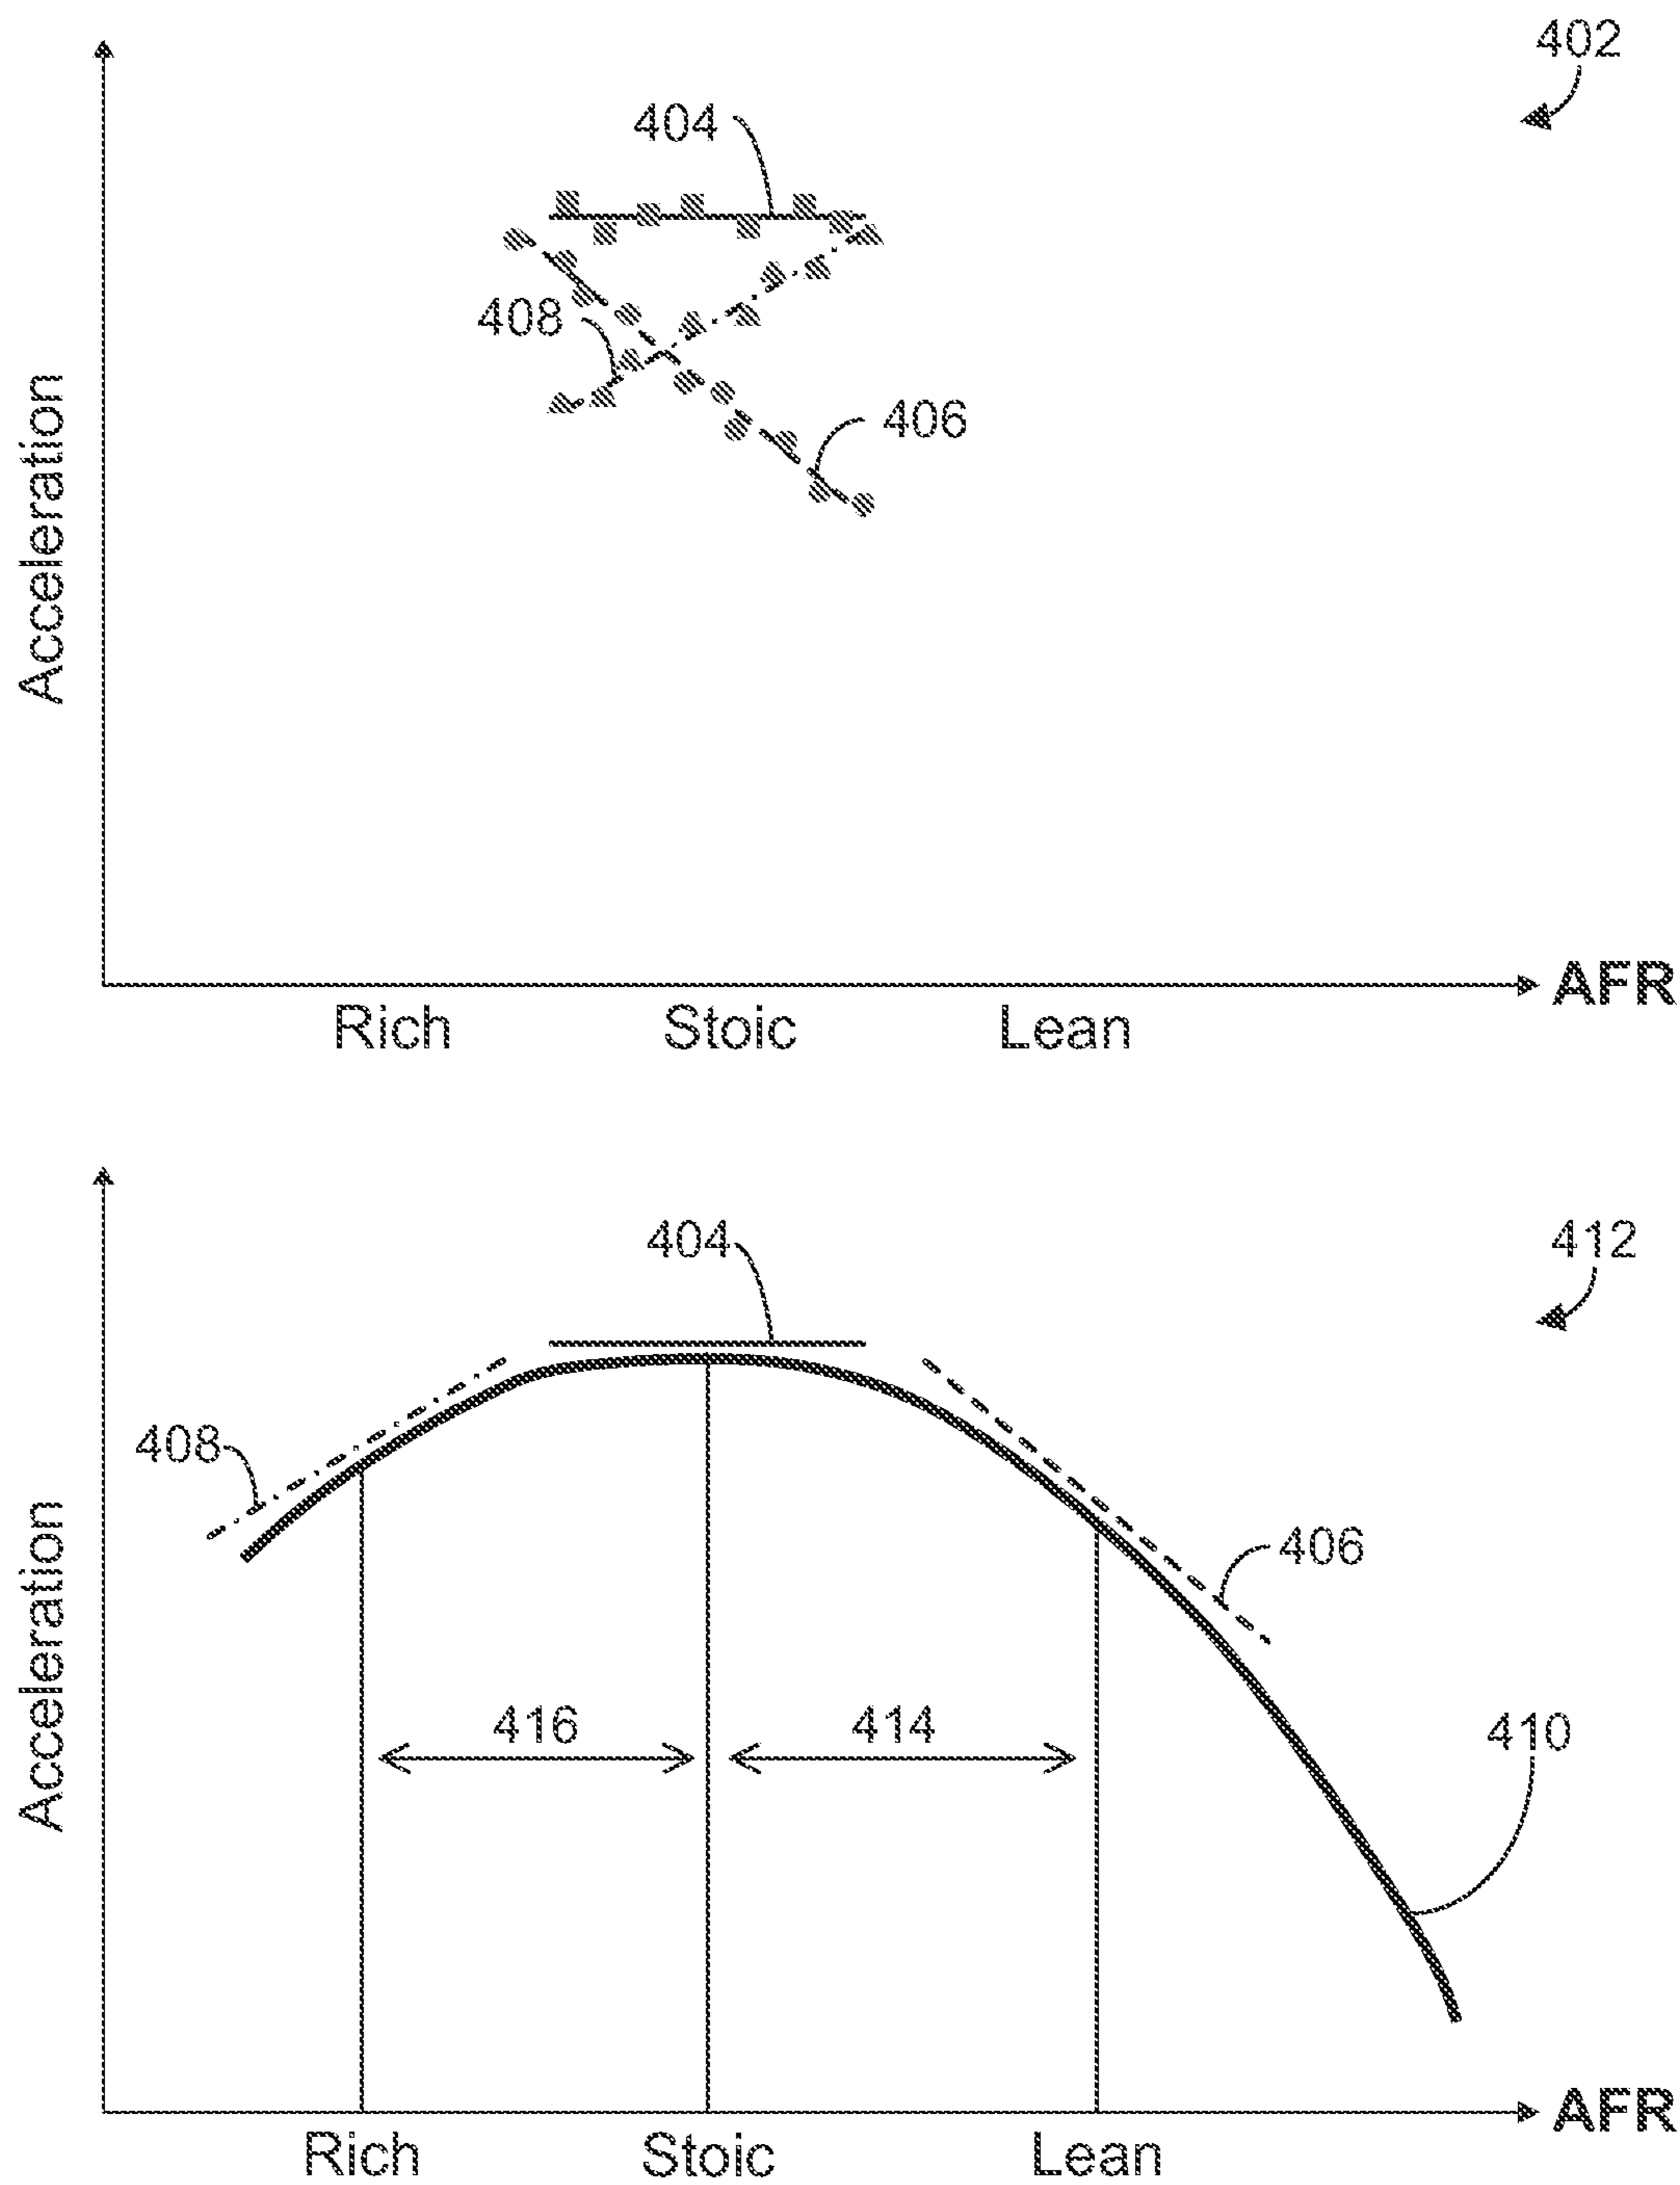 402
404
408
406
Acceleration
AFR
Rich Stoic Lean
404
412
408
406
416 414
410
Acceleration
AFR
Rich Stoic Lean